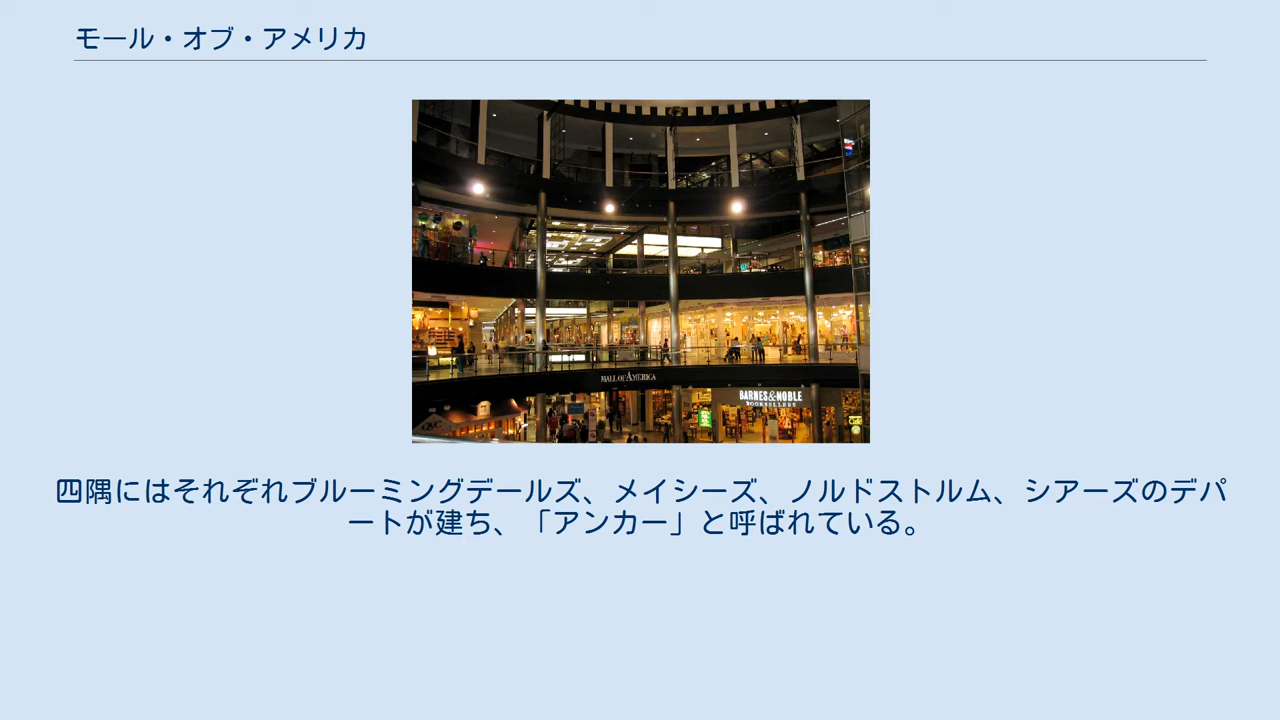 モール・オブ・アメリカ
MALL OF AMERICA
BARNES & NOBLE
BOOKSELLERS
四隅にはそれぞれブルーミングデールズ、メイシーズ、ノルドストルム、シアーズのデパ
ートが建ち、「アンカー」と呼ばれている。